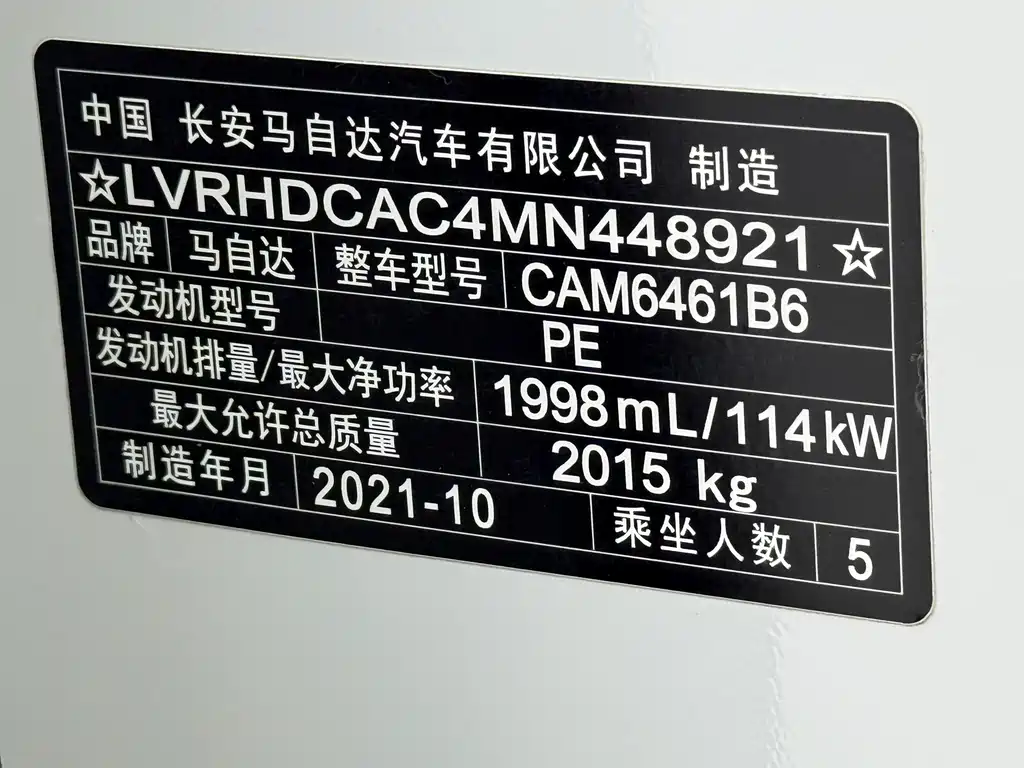 中国 长安马自达汽车有限公司 制造
☆LVRHDCAC4MN448921☆
品牌 马自达 整车型号 CAM6461B6
发动机型号 PE
发动机排量/最大净功率 1998mL/114kW
最大允许总质量 2015 kg
制造年月 2021-10 乘坐人数 5